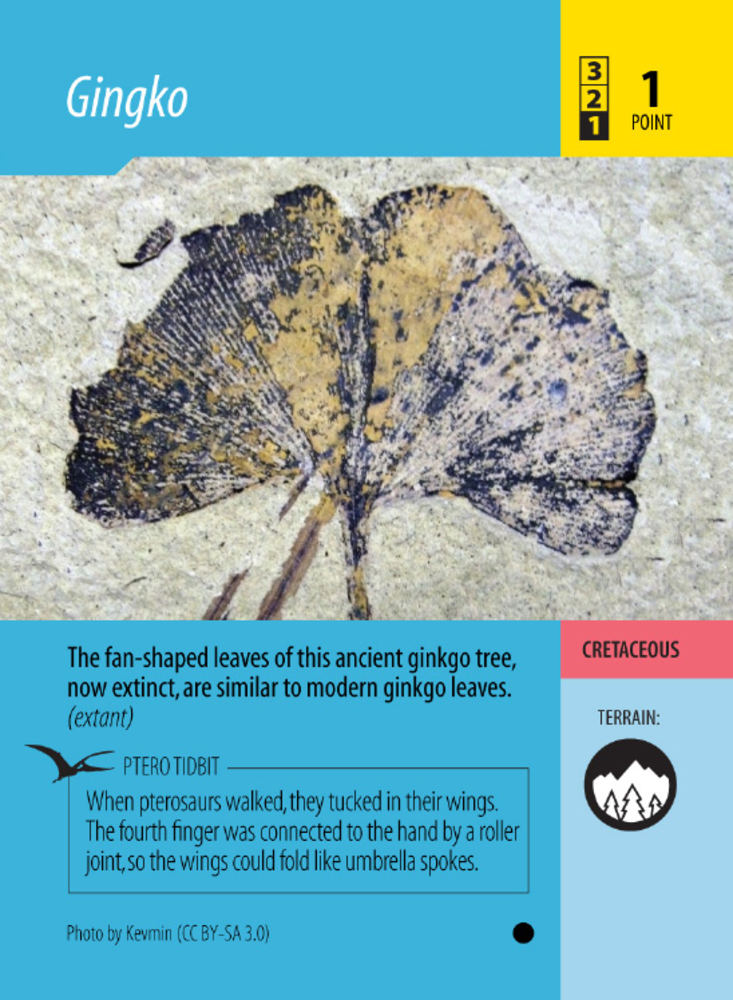 Gingko
3
2
1
1
POINT
The fan-shaped leaves of this ancient ginkgo tree,
now extinct, are similar to modern ginkgo leaves.
(extant)
CRETACEOUS
TERRAIN:
PTERO TIDBIT
When pterosaurs walked, they tucked in their wings.
The fourth finger was connected to the hand by a roller
joint, so the wings could fold like umbrella spokes.
Photo by Kevmin (CC BY-SA 3.0)